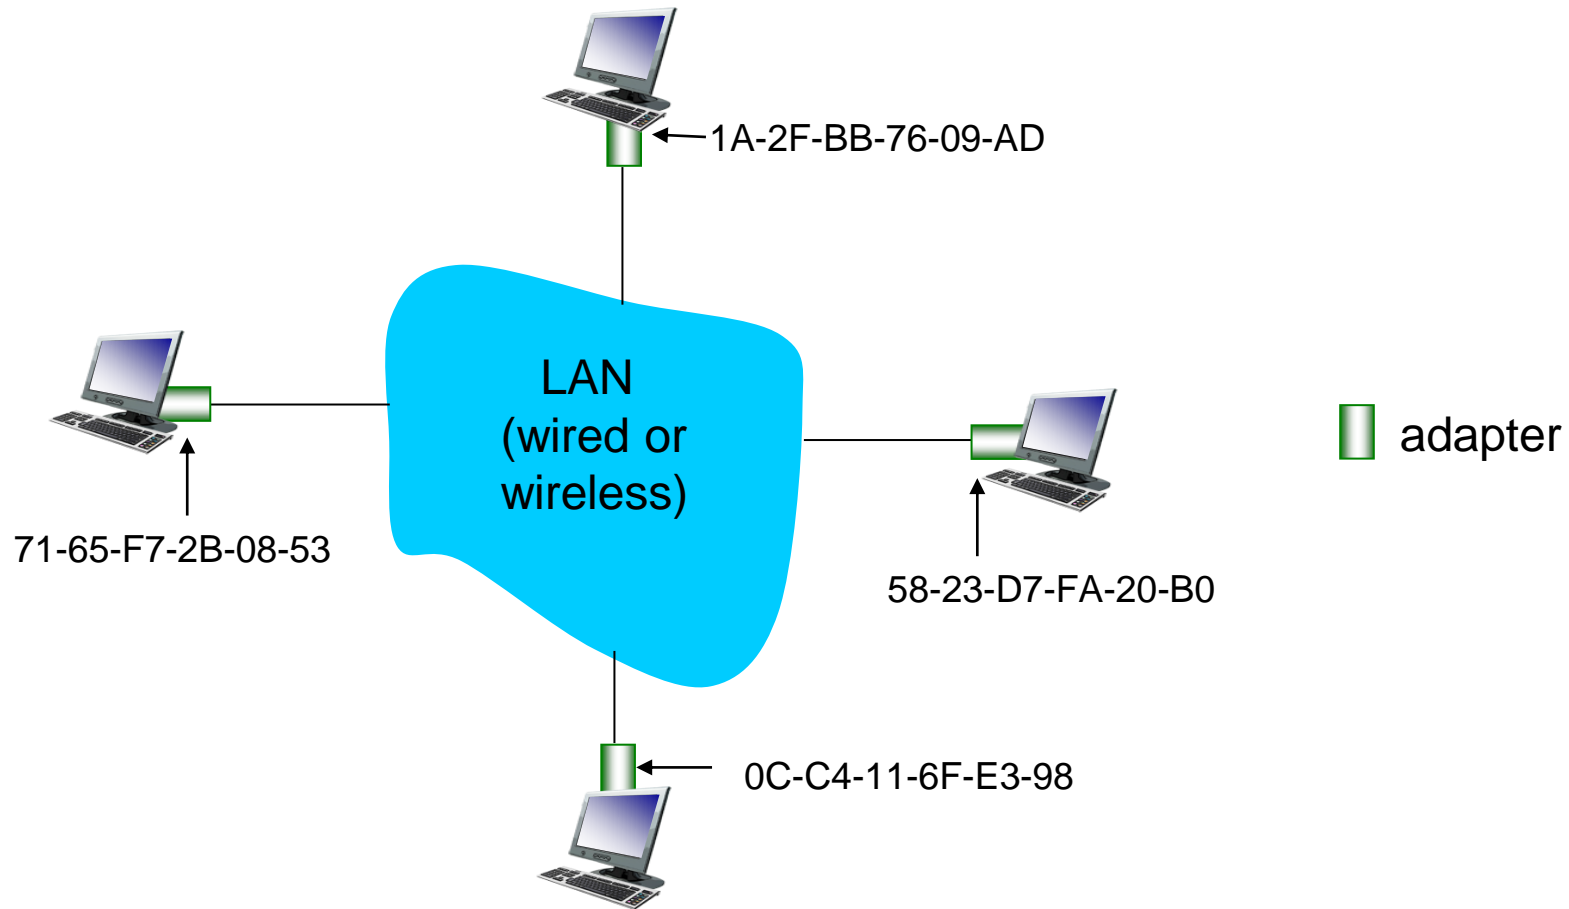 1A-2F-BB-76-09-AD
LAN
(wired or
wireless)
adapter
71-65-F7-2B-08-53
58-23-D7-FA-20-B0
0C-C4-11-6F-E3-98